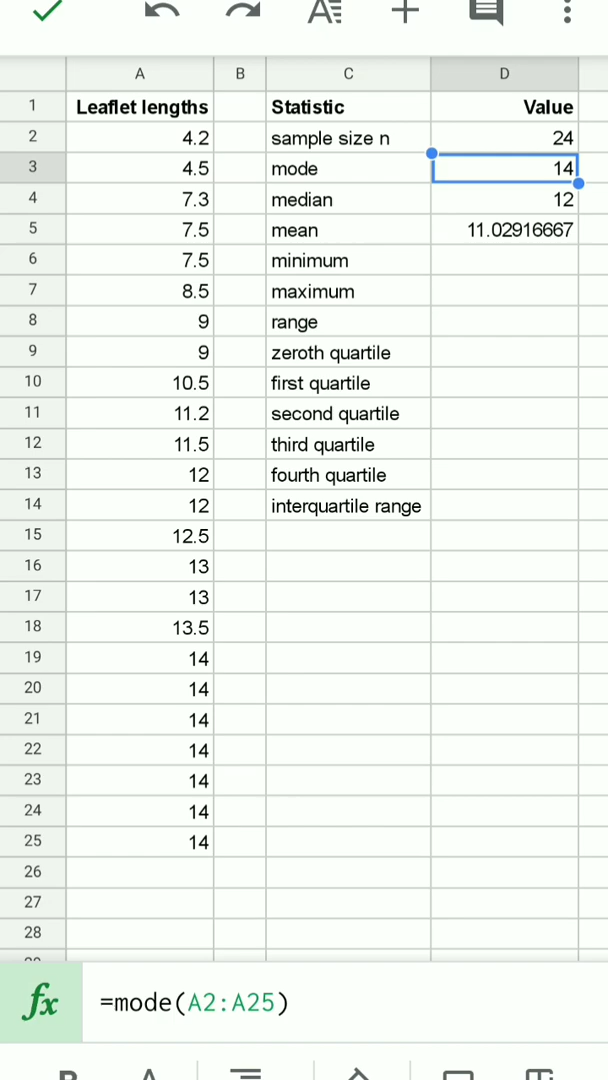 A B C D
1 Leaflet lengths Statistic Value
2 4.2 sample size n 24
3 4.5 mode 14
4 7.3 median 12
5 7.5 mean 11.02916667
6 7.5 minimum
7 8.5 maximum
8 9 range
9 9 zeroth quartile
10 10.5 first quartile
11 11.2 second quartile
12 11.5 third quartile
13 12 fourth quartile
14 12 interquartile range
15 12.5
16 13
17 13
18 13.5
19 14
20 14
21 14
22 14
23 14
24 14
25 14
26
27
28
fx =mode(A2:A25)